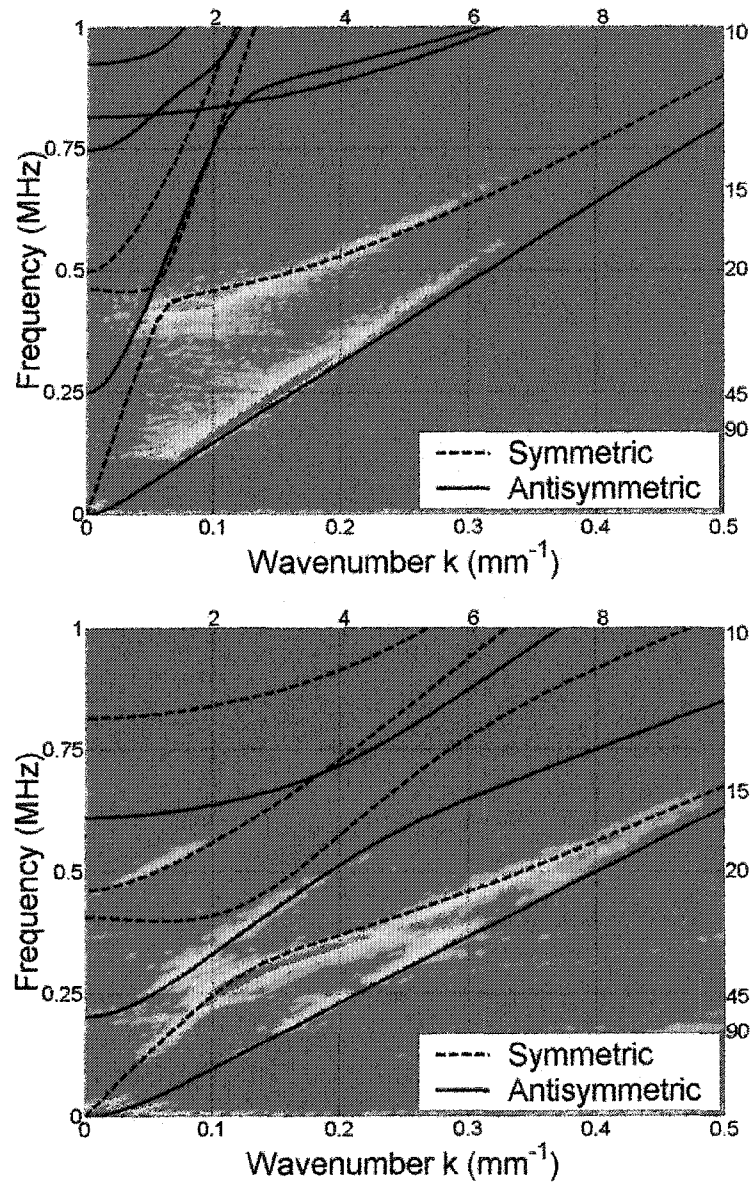 2 4 6 8
1 10
0.75
15
0.5 20
0.25 45
90
Symmetric
Antisymmetric
0
0 0.1 0.2 0.3 0.4 0.5
Frequency (MHz)
Wavenumber k (mm⁻¹)
2 4 6 8
1 10
0.75
15
0.5 20
0.25 45
90
Symmetric
Antisymmetric
0
0 0.1 0.2 0.3 0.4 0.5
Frequency (MHz)
Wavenumber k (mm⁻¹)